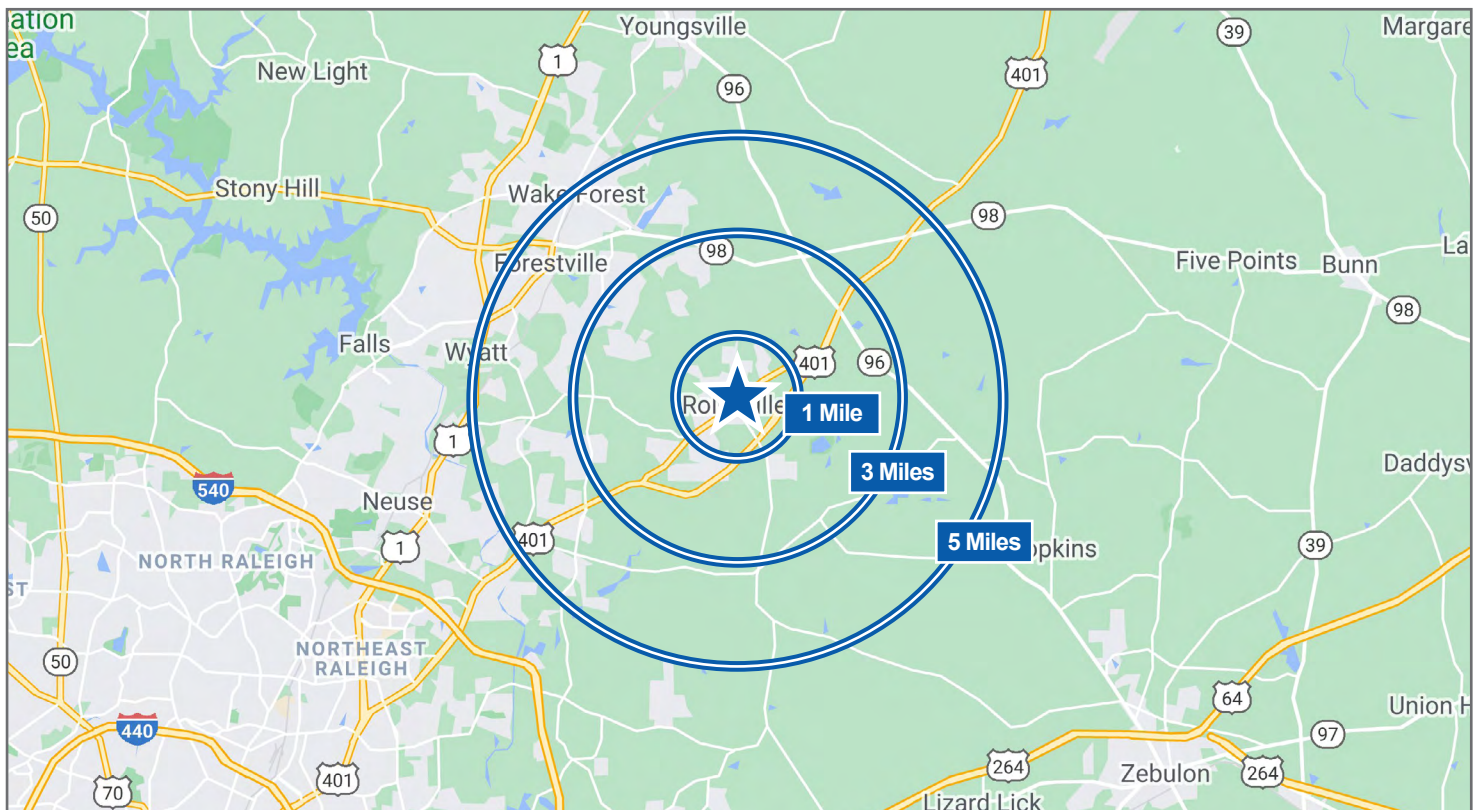 ation
ea
Youngsville
39
Margare
New Light
1
401
96
Stony Hill
Wake Forest
50
98
98
Forestville
Five Points
Bunn
La
98
Falls
Wyatt
401
96
1 Mile
1
3 Miles
Daddysv
540
Neuse
401
5 Miles
opkins
39
1
NORTH RALEIGH
ST
NORTHEAST
RALEIGH
50
64
Union H
440
97
401
264
Zebulon
264
70
Lizard Lick